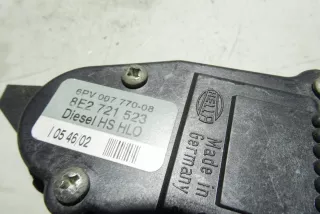 6PV 007 770-08
8E2 721 523
Diesel HS HLO
I 05 46/02
HELLA
Made in
Germany